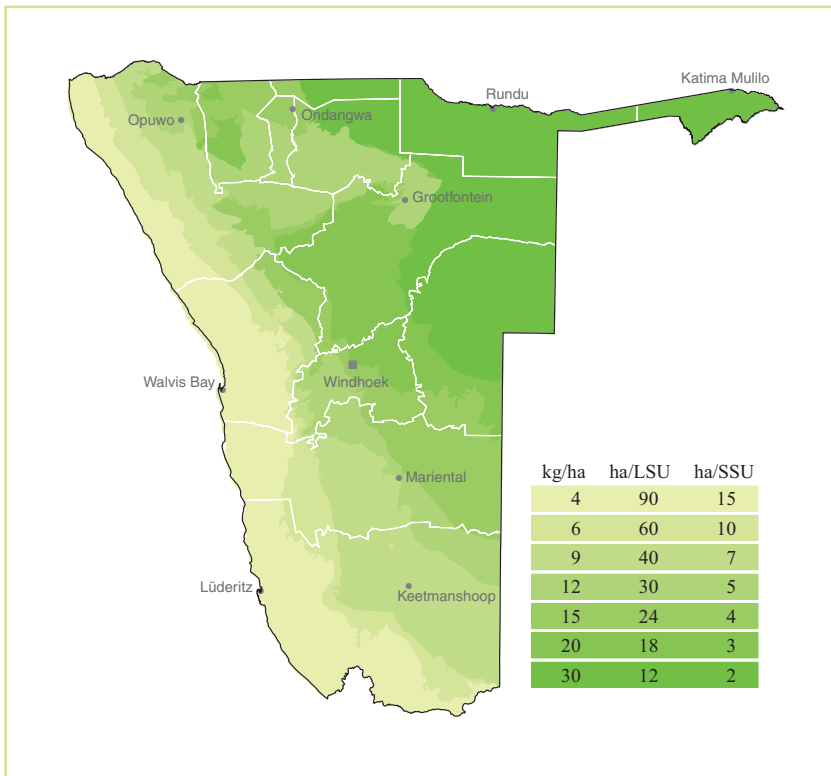 Katima Mulilo
Rundu
Opuwo
Ondangwa
Grootfontein
Walvis Bay
Windhoek
Mariental
Lüderitz
Keetmanshoop
kg/ha ha/LSU ha/SSU
4 90 15
6 60 10
9 40 7
12 30 5
15 24 4
20 18 3
30 12 2